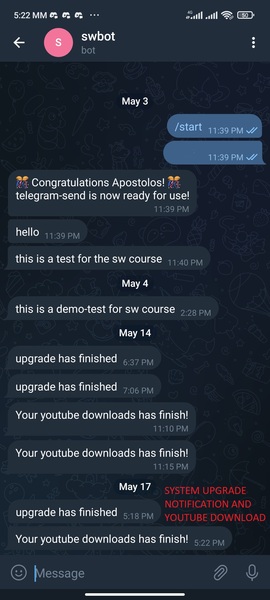 5:22 MM
4G
90
S
swbot
bot
May 3
/start 11:39 PM
11:39 PM
🎊 Congratulations Apostolos! 🎊
telegram-send is now ready for use!
11:39 PM
hello 11:39 PM
this is a test for the sw course 11:40 PM
May 4
this is a demo-test for sw course 2:28 PM
May 14
upgrade has finished 6:37 PM
upgrade has finished 7:06 PM
Your youtube downloads has finish!
11:10 PM
Your youtube downloads has finish!
11:15 PM
May 17
SYSTEM UPGRADE
NOTIFICATION AND
YOUTUBE DOWNLOAD
upgrade has finished 5:18 PM
Your youtube downloads has finish! 5:22 PM
Message